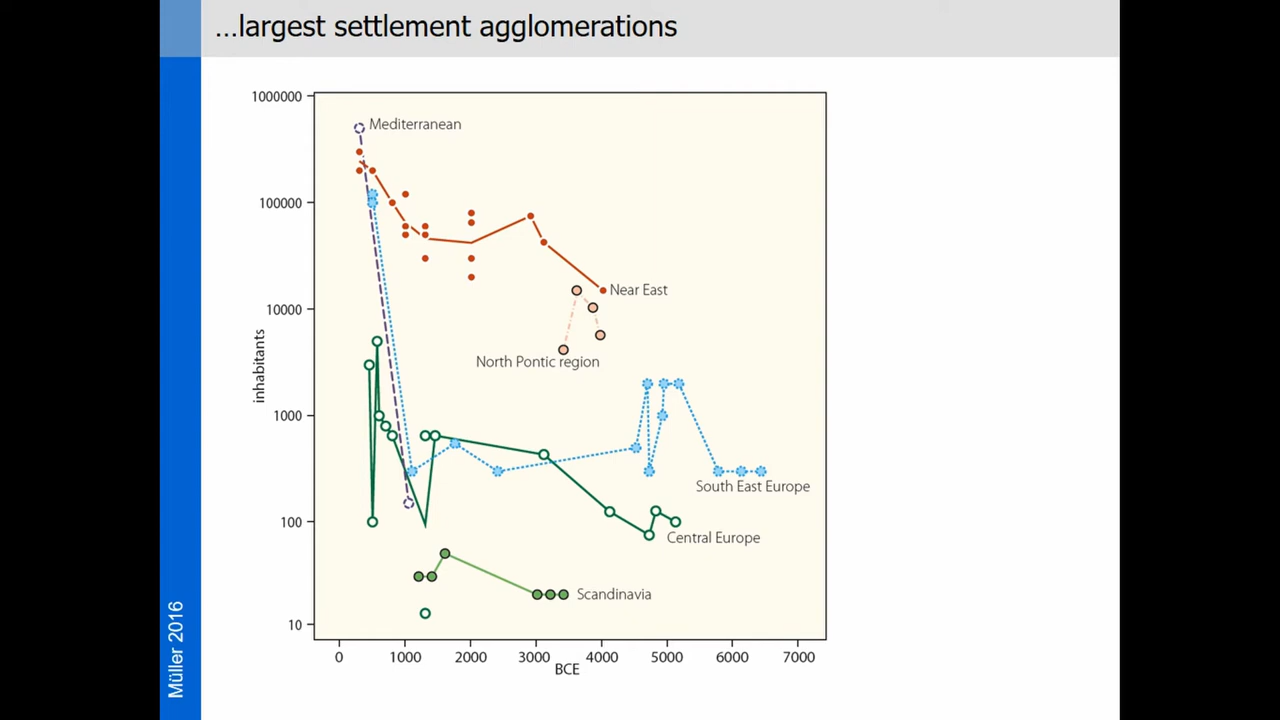 ...largest settlement agglomerations
1000000
Mediterranean
100000
Near East
10000
North Pontic region
inhabitants
1000
South East Europe
100
Central Europe
Scandinavia
10
0 1000 2000 3000 4000 5000 6000 7000
BCE
Müller 2016